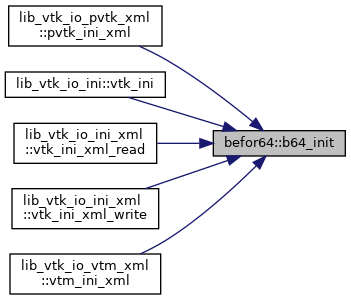 lib_vtk_io_pvtk_xml
::pvtk_ini_xml
lib_vtk_io_ini::vtk_ini
befor64::b64_init
lib_vtk_io_ini_xml
::vtk_ini_xml_read
lib_vtk_io_ini_xml
::vtk_ini_xml_write
lib_vtk_io_vtm_xml
::vtm_ini_xml